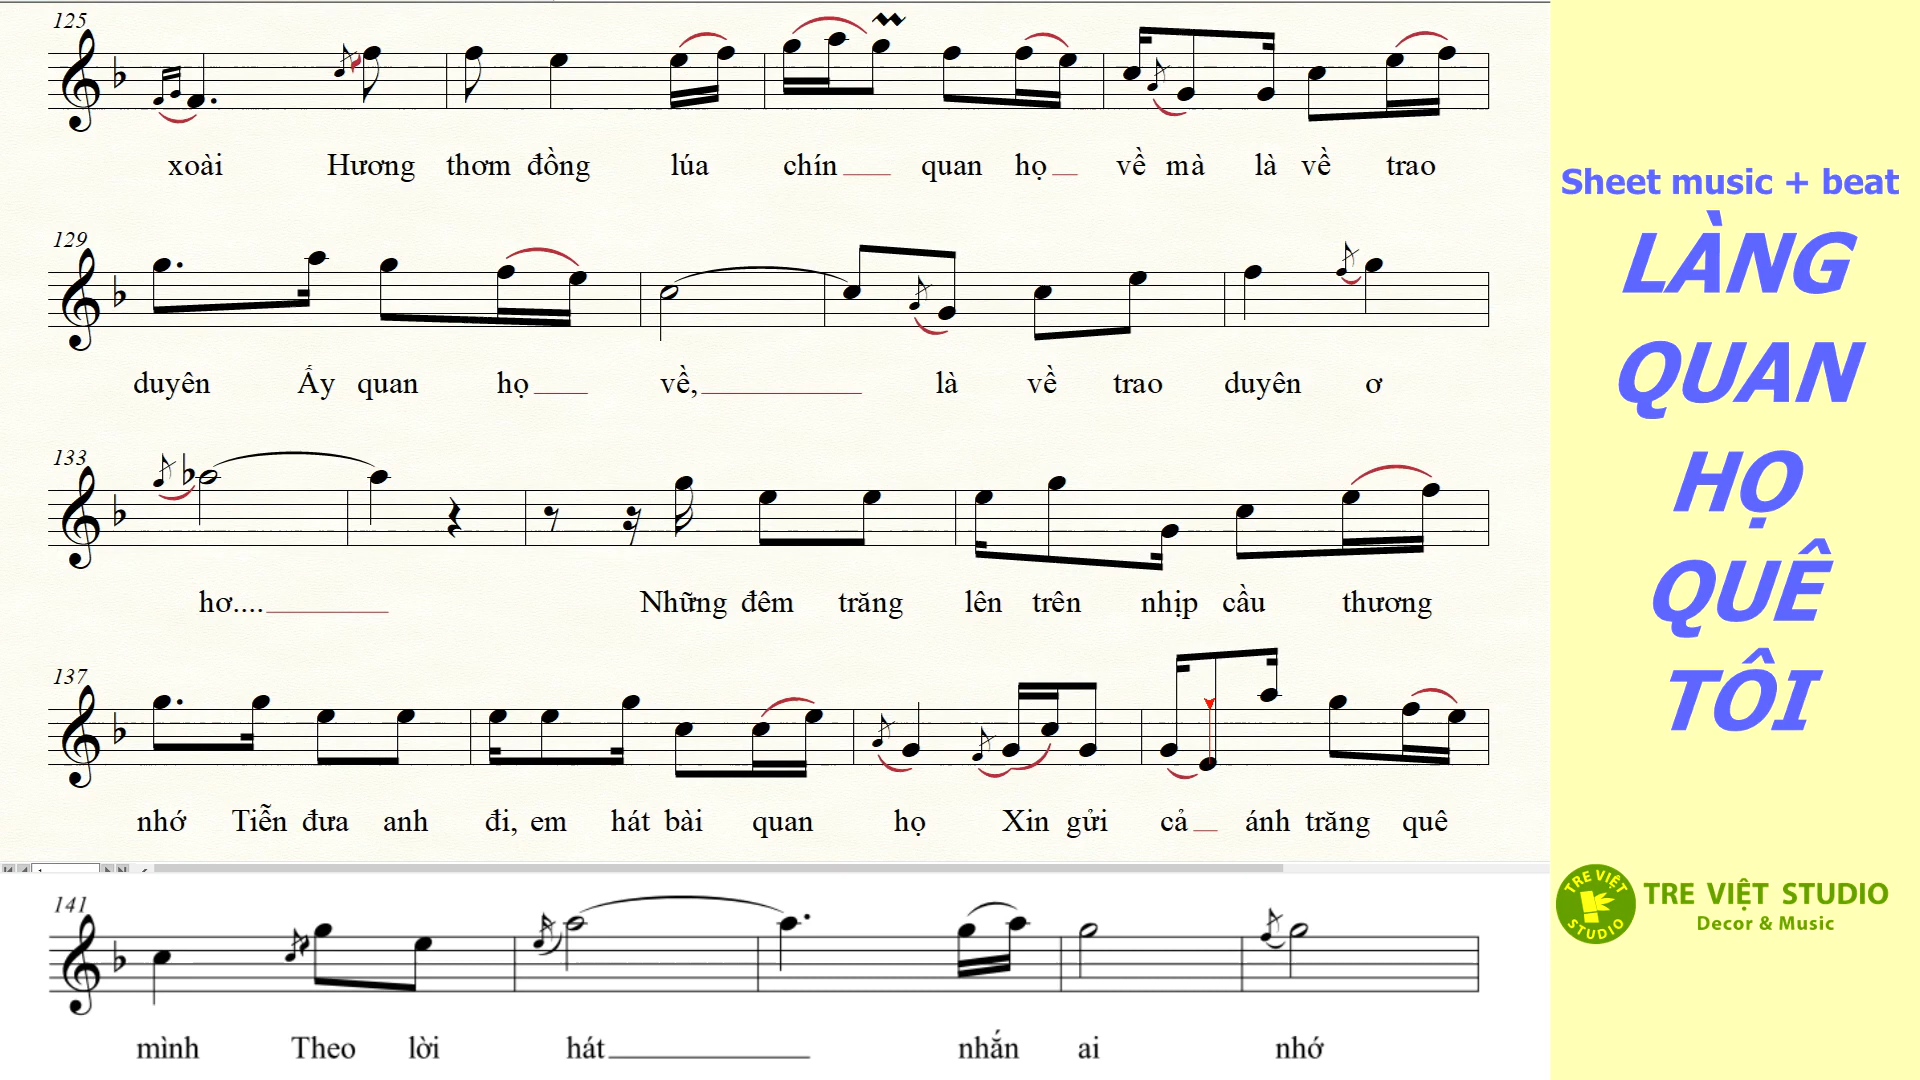 125
xoài Hương thơm đồng lúa chín quan họ về mà là về trao
129
duyên Ấy quan họ về, là về trao duyên ơ
133
hơ.... Những đêm trăng lên trên nhịp cầu thương
137
nhớ Tiễn đưa anh đi, em hát bài quan họ Xin gửi cả ánh trăng quê
141
mình Theo lời hát nhắn ai nhớ
Sheet music + beat
LÀNG
QUAN
HỌ
QUÊ
TÔI
TRE VIỆT STUDIO
TRE VIỆT STUDIO
Decor & Music